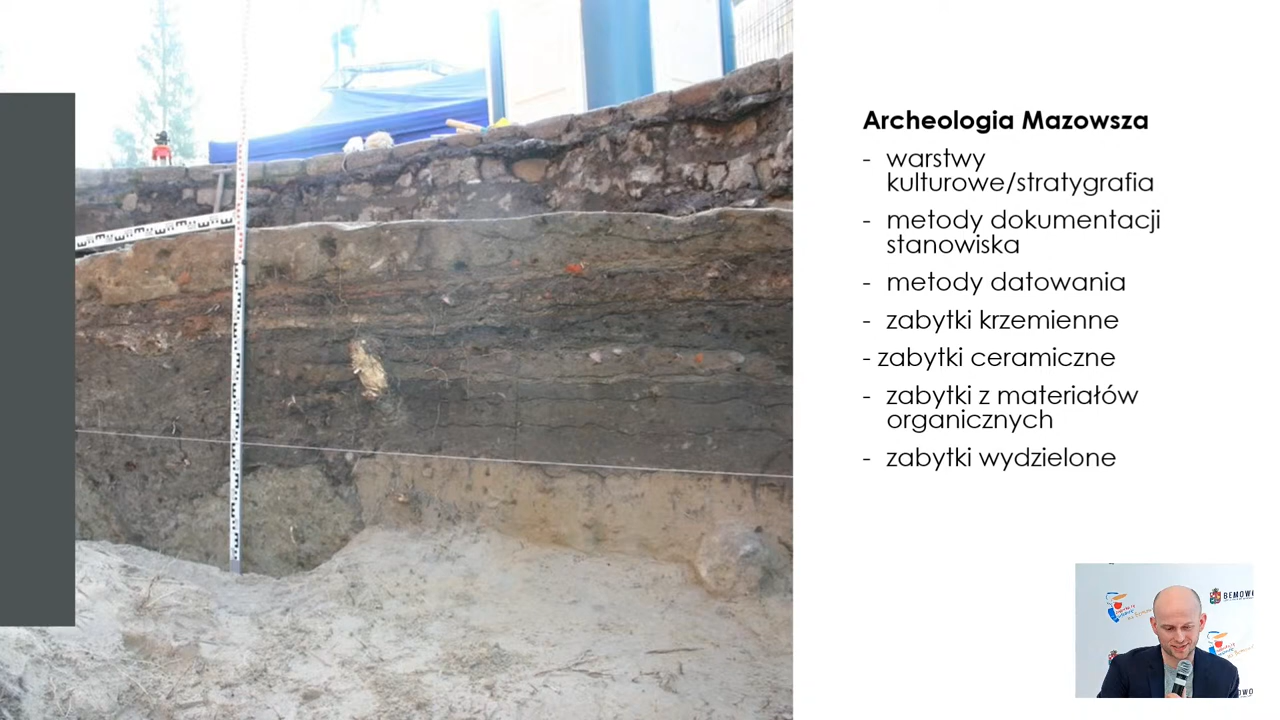 Archeologia Mazowsza
- warstwy
kulturowe/stratygrafia
- metody dokumentacji
stanowiska
- metody datowania
- zabytki krzemienne
- zabytki ceramiczne
- zabytki z materiałów
organicznych
- zabytki wydzielone
BEMOWO